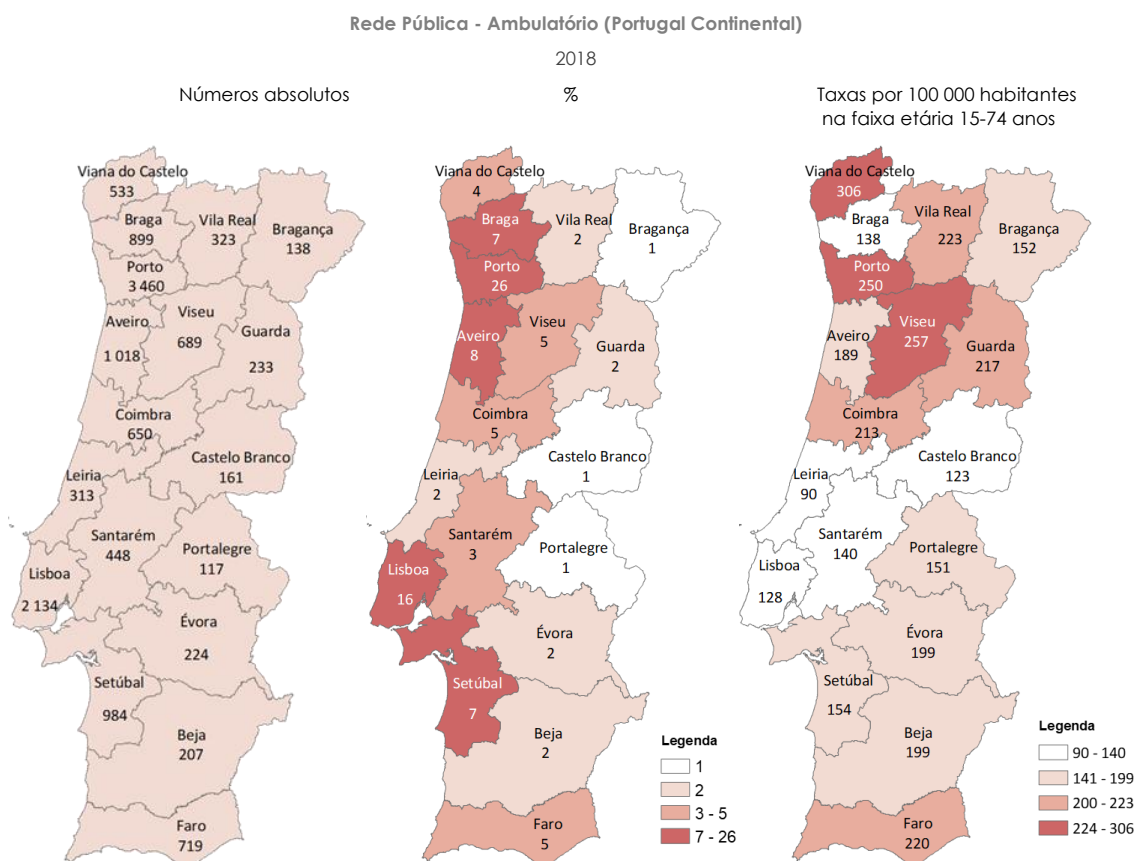 Rede Pública - Ambulatório (Portugal Continental)
2018
Números absolutos
%
Taxas por 100 000 habitantes
na faixa etária 15-74 anos
Viana do Castelo
533
Braga
899
Vila Real
323
Bragança
138
Porto
3 460
Aveiro
1 018
Viseu
689
Guarda
233
Coimbra
650
Castelo Branco
161
Leiria
313
Santarém
448
Portalegre
117
Lisboa
2 134
Évora
224
Setúbal
984
Beja
207
Faro
719
Viana do Castelo
4
Braga
7
Vila Real
2
Bragança
1
Porto
26
Aveiro
8
Viseu
5
Guarda
2
Coimbra
5
Castelo Branco
1
Leiria
2
Santarém
3
Portalegre
1
Lisboa
16
Évora
2
Setúbal
7
Beja
2
Faro
5
Legenda
1
2
3 - 5
7 - 26
Viana do Castelo
306
Braga
138
Vila Real
223
Bragança
152
Porto
250
Aveiro
189
Viseu
257
Guarda
217
Coimbra
213
Castelo Branco
123
Leiria
90
Santarém
140
Portalegre
151
Lisboa
128
Évora
199
Setúbal
154
Beja
199
Faro
220
Legenda
90 - 140
141 - 199
200 - 223
224 - 306